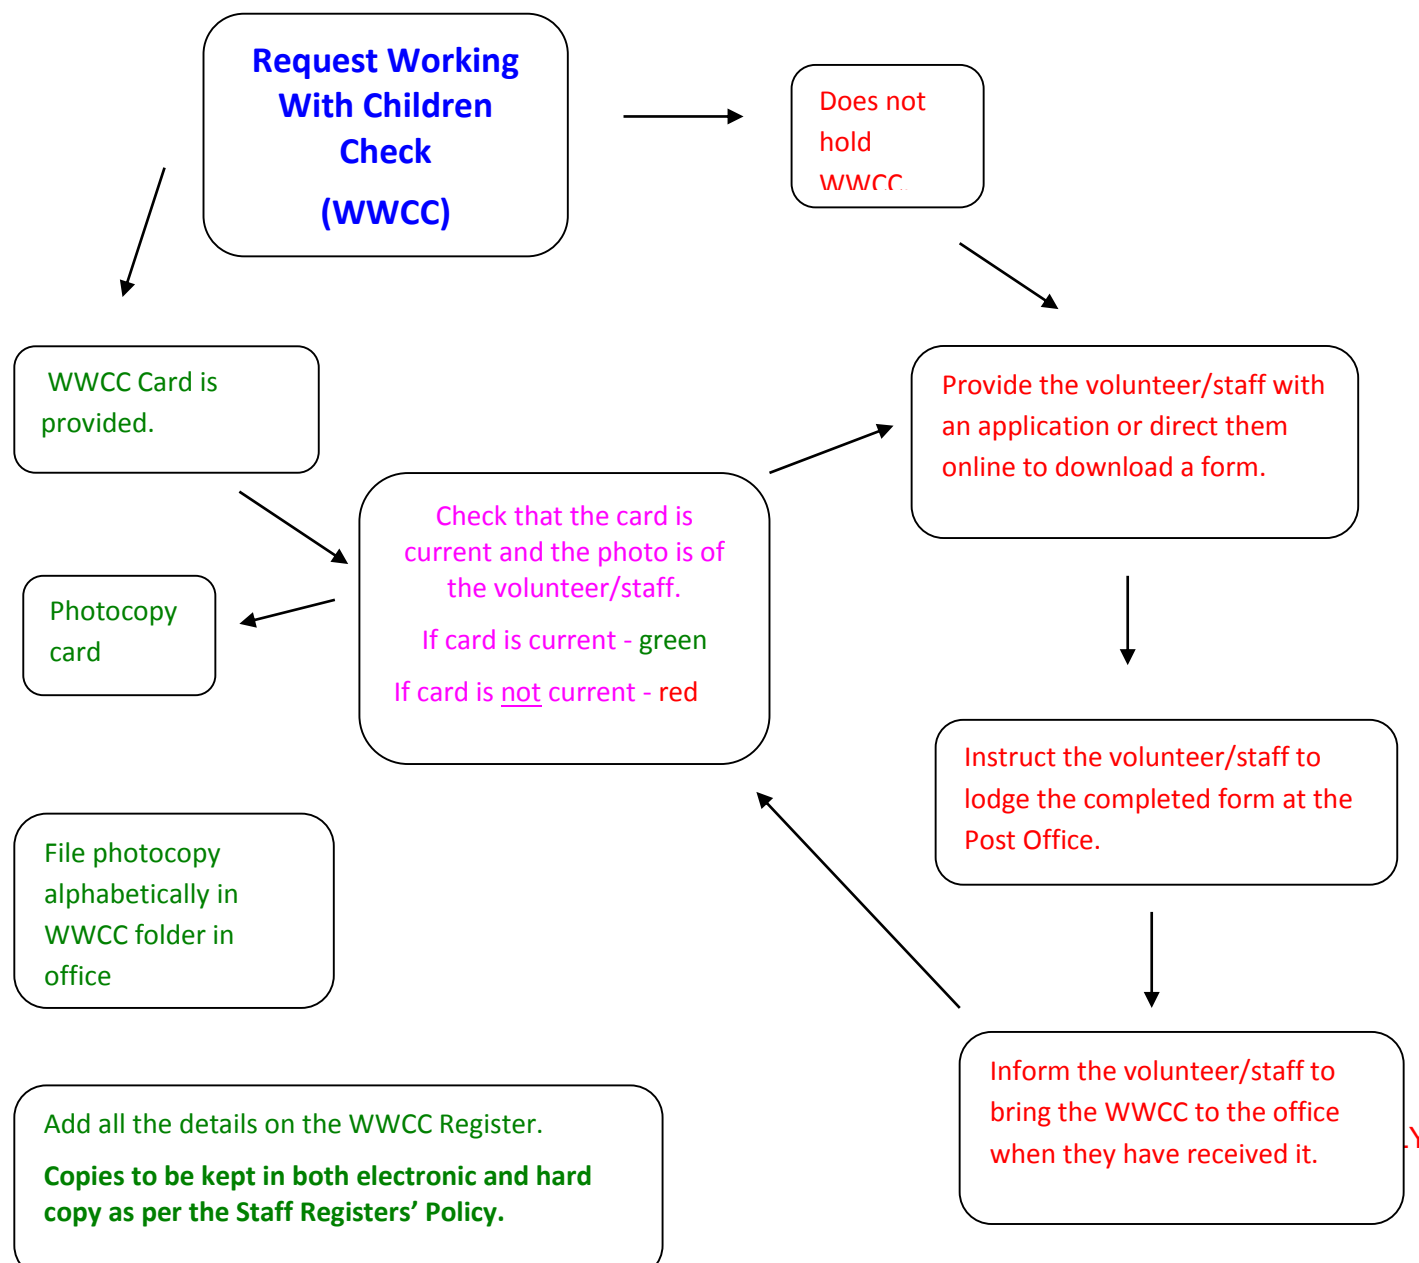 Request Working
With Children
Check
(WWCC)
Does not
hold
WWCC.
WWCC Card is
provided.
Provide the volunteer/staff with
an application or direct them
online to download a form.
Check that the card is
current and the photo is of
the volunteer/staff.
If card is current - green
If card is not current - red
Photocopy
card
Instruct the volunteer/staff to
lodge the completed form at the
Post Office.
File photocopy
alphabetically in
WWCC folder in
office
Inform the volunteer/staff to
bring the WWCC to the office
when they have received it.
LY
Add all the details on the WWCC Register.
Copies to be kept in both electronic and hard
copy as per the Staff Registers’ Policy.